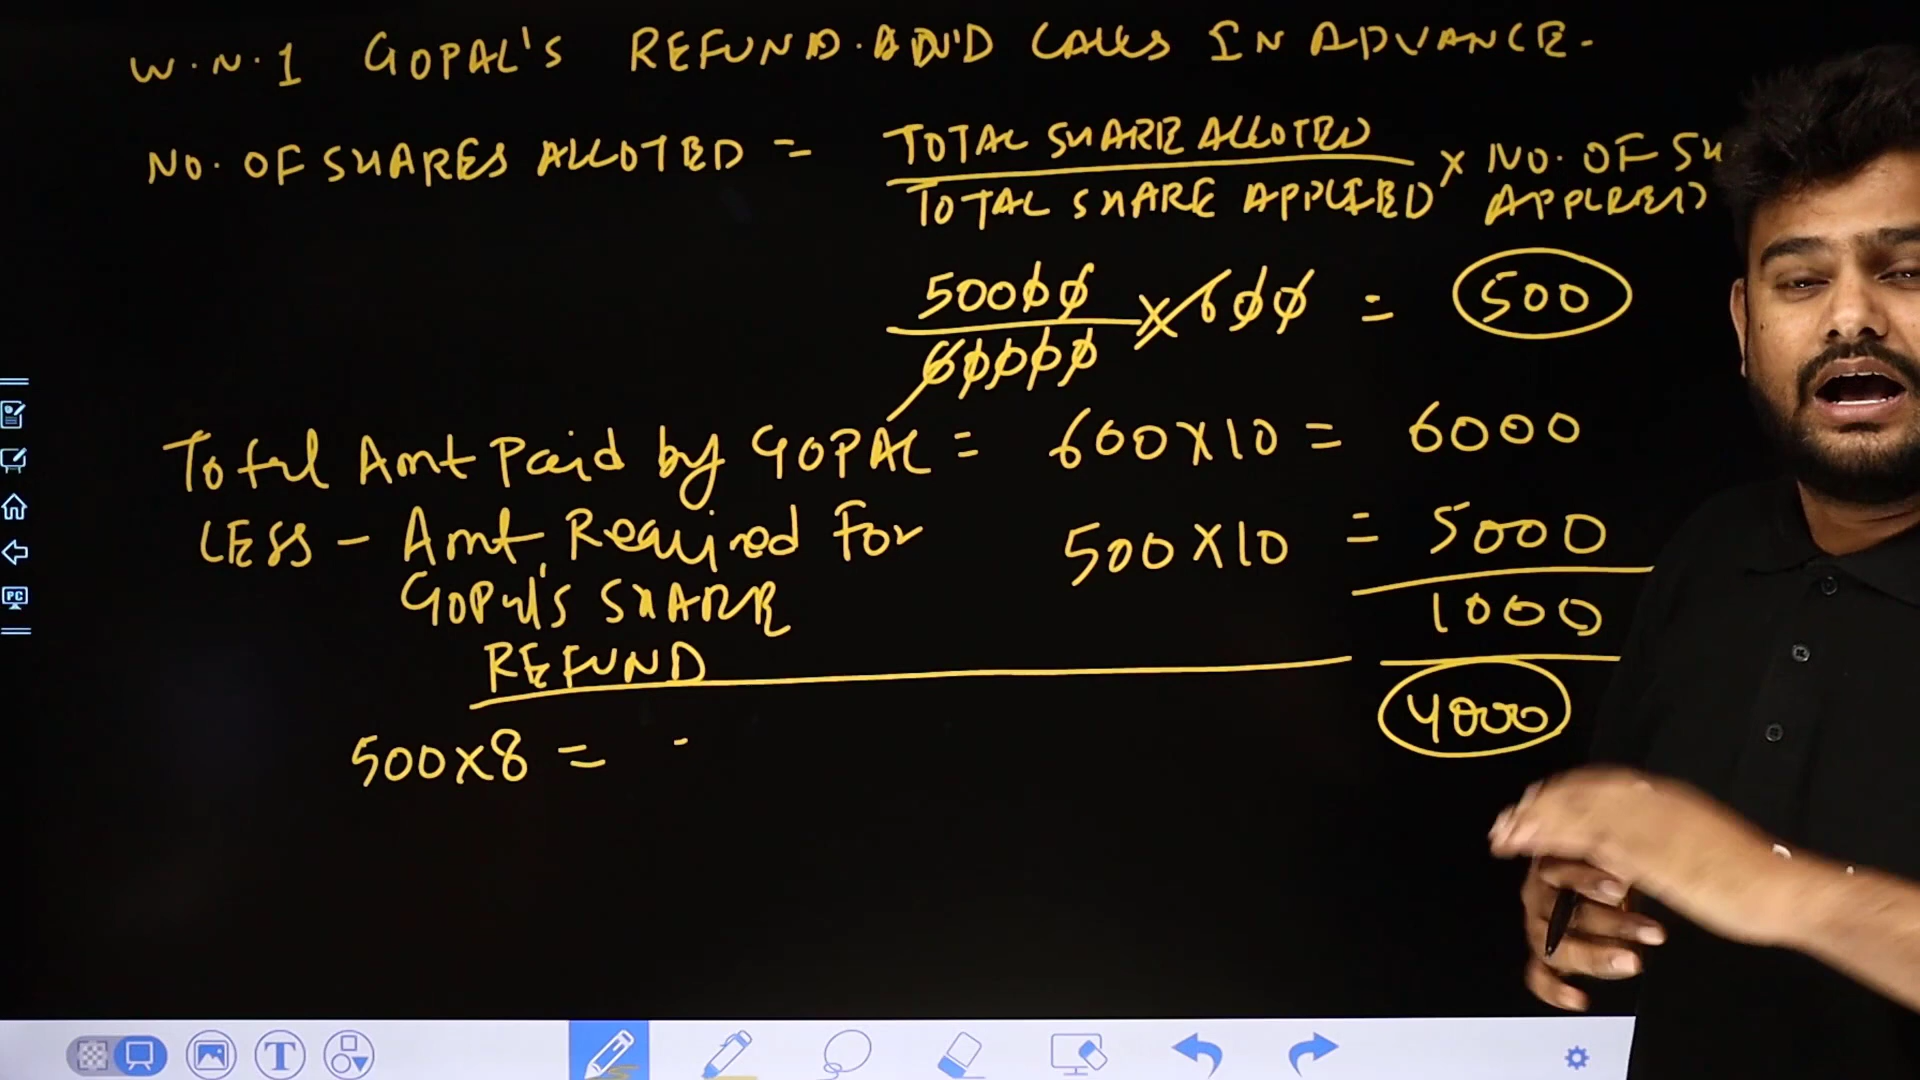 W.N.1 GOPAL'S REFUND AND CALLS IN ADVANCE.
NO. OF SHARES ALLOTED = TOTAL SHARE ALLOTED / TOTAL SHARE APPLIED × NO. OF SH
APPLIED
50000 / 60000 × 600 = 500
Total Amt Paid by GOPAL = 600×10 = 6000
LESS – Amt Required For 500×10 = 5000
GOPAL'S SHARE 1000
REFUND
4000
500×8 = -
PC
T